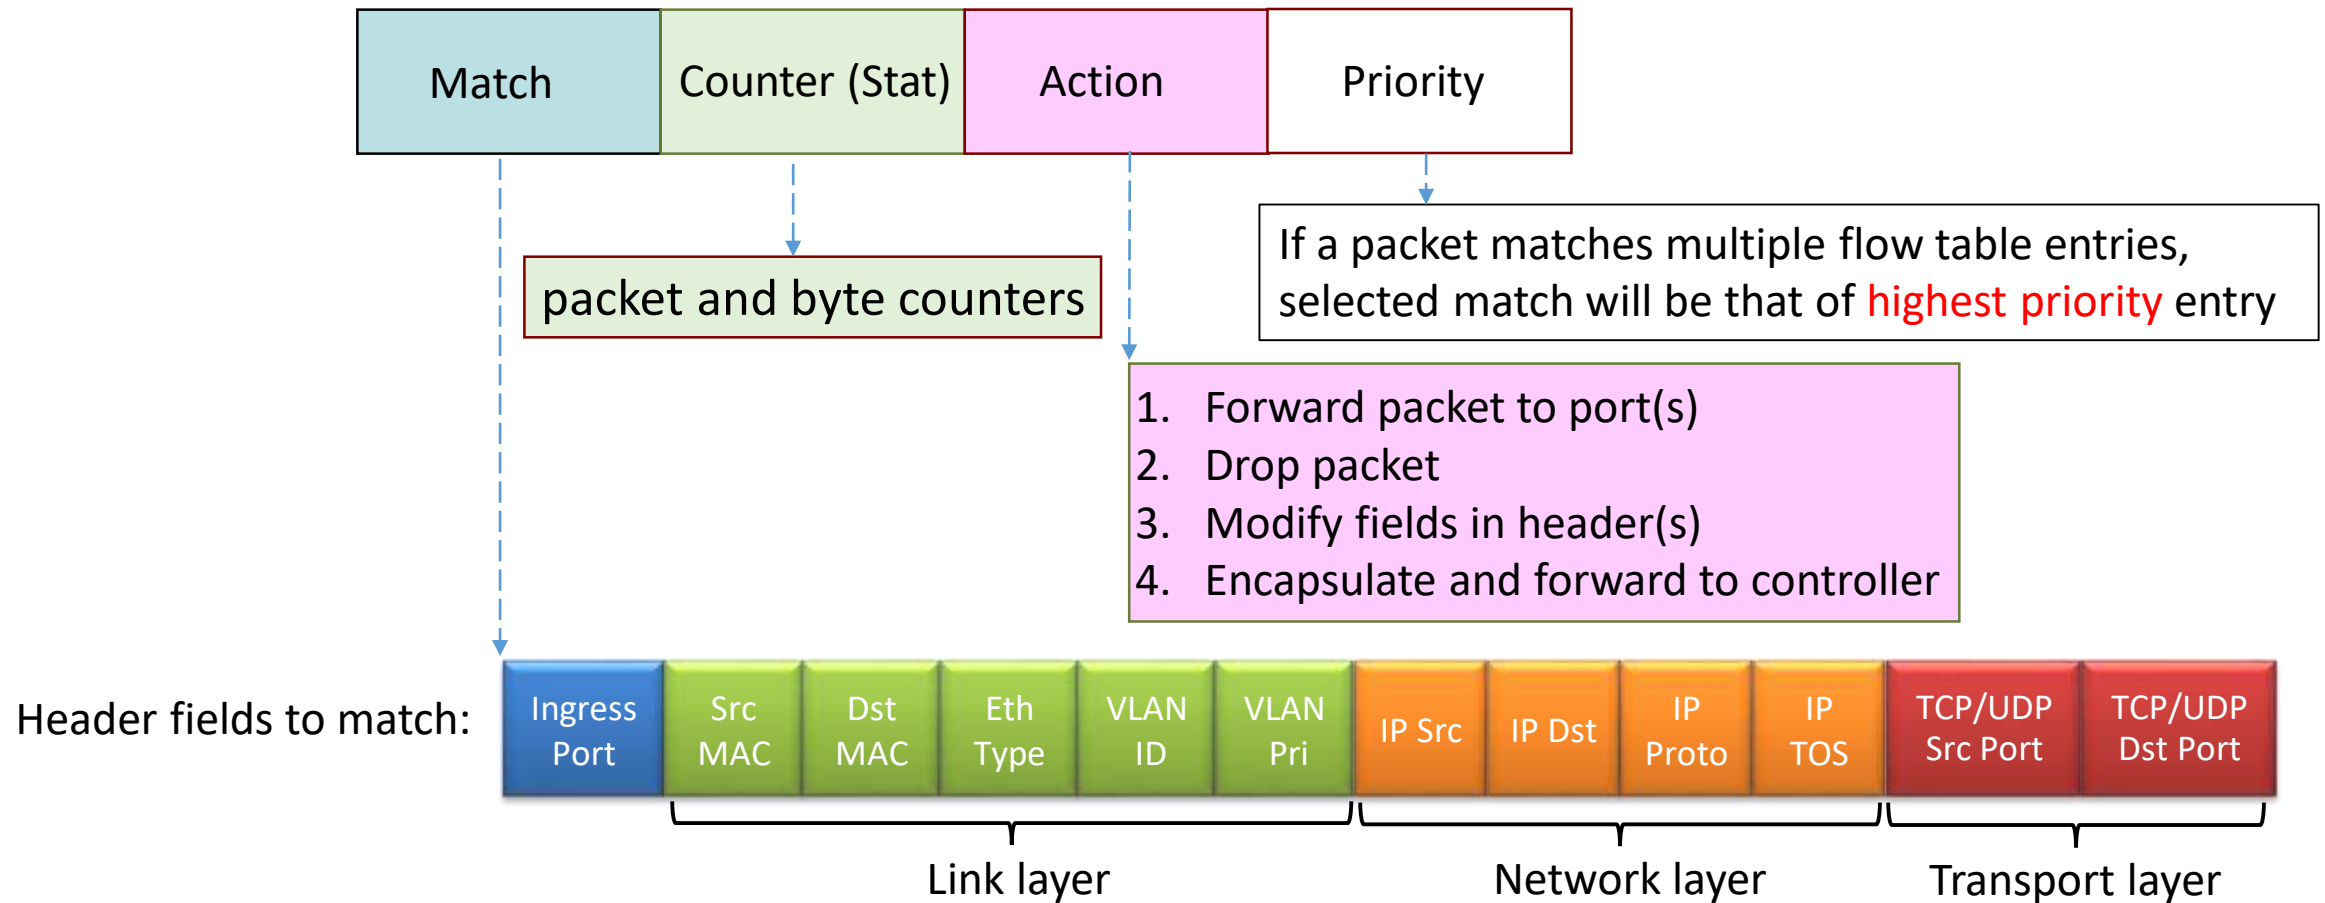 Match
Counter (Stat)
Action
Priority
If a packet matches multiple flow table entries,
selected match will be that of highest priority entry
packet and byte counters
1. Forward packet to port(s)
2. Drop packet
3. Modify fields in header(s)
4. Encapsulate and forward to controller
Header fields to match:
Ingress
Port
Src
MAC
Dst
MAC
Eth
Type
VLAN
ID
VLAN
Pri
IP Src
IP Dst
IP
Proto
IP
TOS
TCP/UDP
Src Port
TCP/UDP
Dst Port
Link layer
Network layer
Transport layer